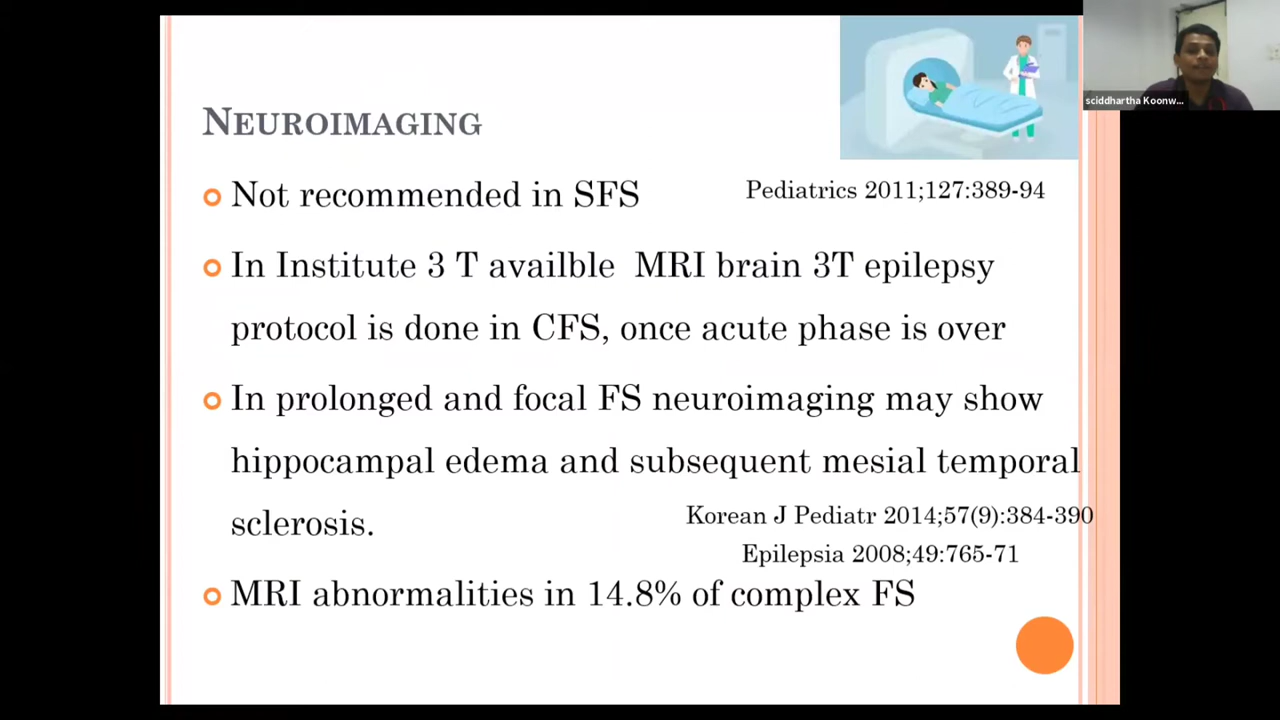 sciddhartha Koonw...
NEUROIMAGING
Not recommended in SFS
Pediatrics 2011;127:389-94
In Institute 3 T availble MRI brain 3T epilepsy
protocol is done in CFS, once acute phase is over
In prolonged and focal FS neuroimaging may show
hippocampal edema and subsequent mesial temporal
sclerosis.
Korean J Pediatr 2014;57(9):384-390
Epilepsia 2008;49:765-71
MRI abnormalities in 14.8% of complex FS